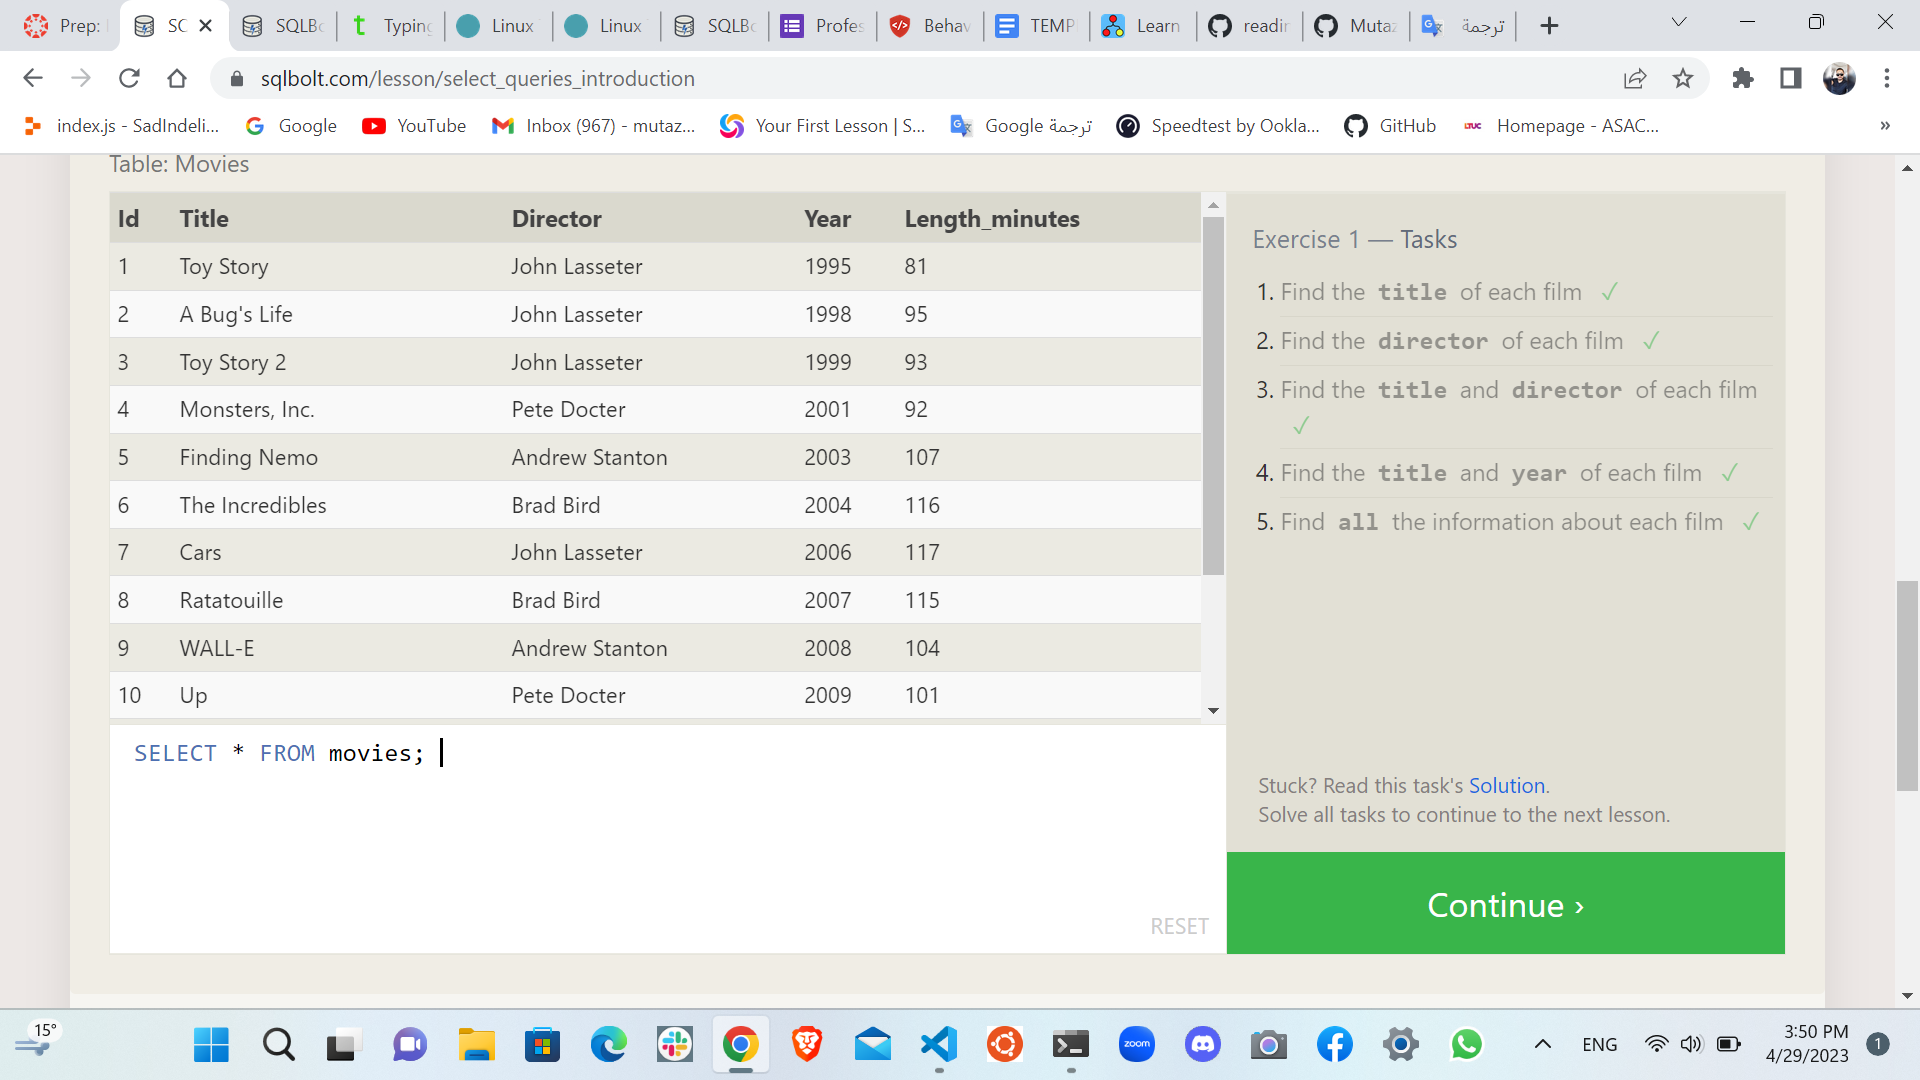 Prep:
SC
SQLBo
Typing
Linux
Linux
SQLBo
Profes
Behav
TEMP
Learn
readin
Mutaz
ترجمة
sqlbolt.com/lesson/select_queries_introduction
index.js - SadIndeli...
Google
YouTube
Inbox (967) - mutaz...
Your First Lesson | S...
Google ترجمة
Speedtest by Ookla...
GitHub
LTUC
Homepage - ASAC...
»
Table: Movies
Id Title Director Year Length_minutes
1 Toy Story John Lasseter 1995 81
2 A Bug's Life John Lasseter 1998 95
3 Toy Story 2 John Lasseter 1999 93
4 Monsters, Inc. Pete Docter 2001 92
5 Finding Nemo Andrew Stanton 2003 107
6 The Incredibles Brad Bird 2004 116
7 Cars John Lasseter 2006 117
8 Ratatouille Brad Bird 2007 115
9 WALL-E Andrew Stanton 2008 104
10 Up Pete Docter 2009 101
SELECT * FROM movies;
RESET
Exercise 1 — Tasks
1. Find the title of each film ✓
2. Find the director of each film ✓
3. Find the title and director of each film
✓
4. Find the title and year of each film ✓
5. Find all the information about each film ✓
Stuck? Read this task's Solution.
Solve all tasks to continue to the next lesson.
Continue ›
15°
zoom
ENG
3:50 PM
4/29/2023
1